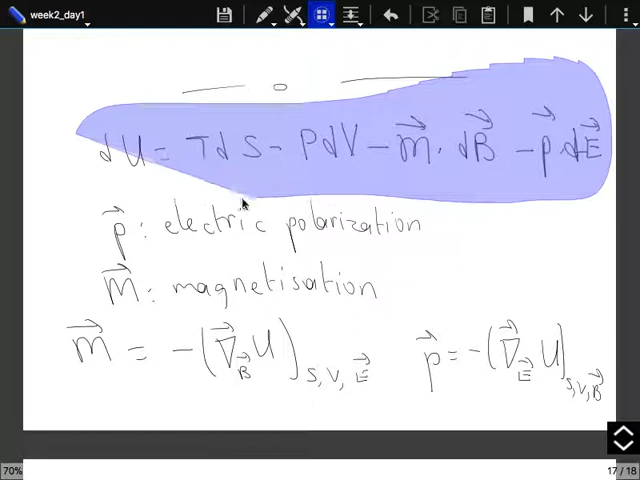 week2_day1
dU = TdS - PdV - m⃗ · dB⃗ - p⃗ · dE⃗
p⃗ : electric polarization
m⃗ : magnetisation
m⃗ = -(∇⃗_B⃗ U)_S,V,E⃗ p⃗ = -(∇⃗_E⃗ U)_S,V,B⃗
70% 17 / 18